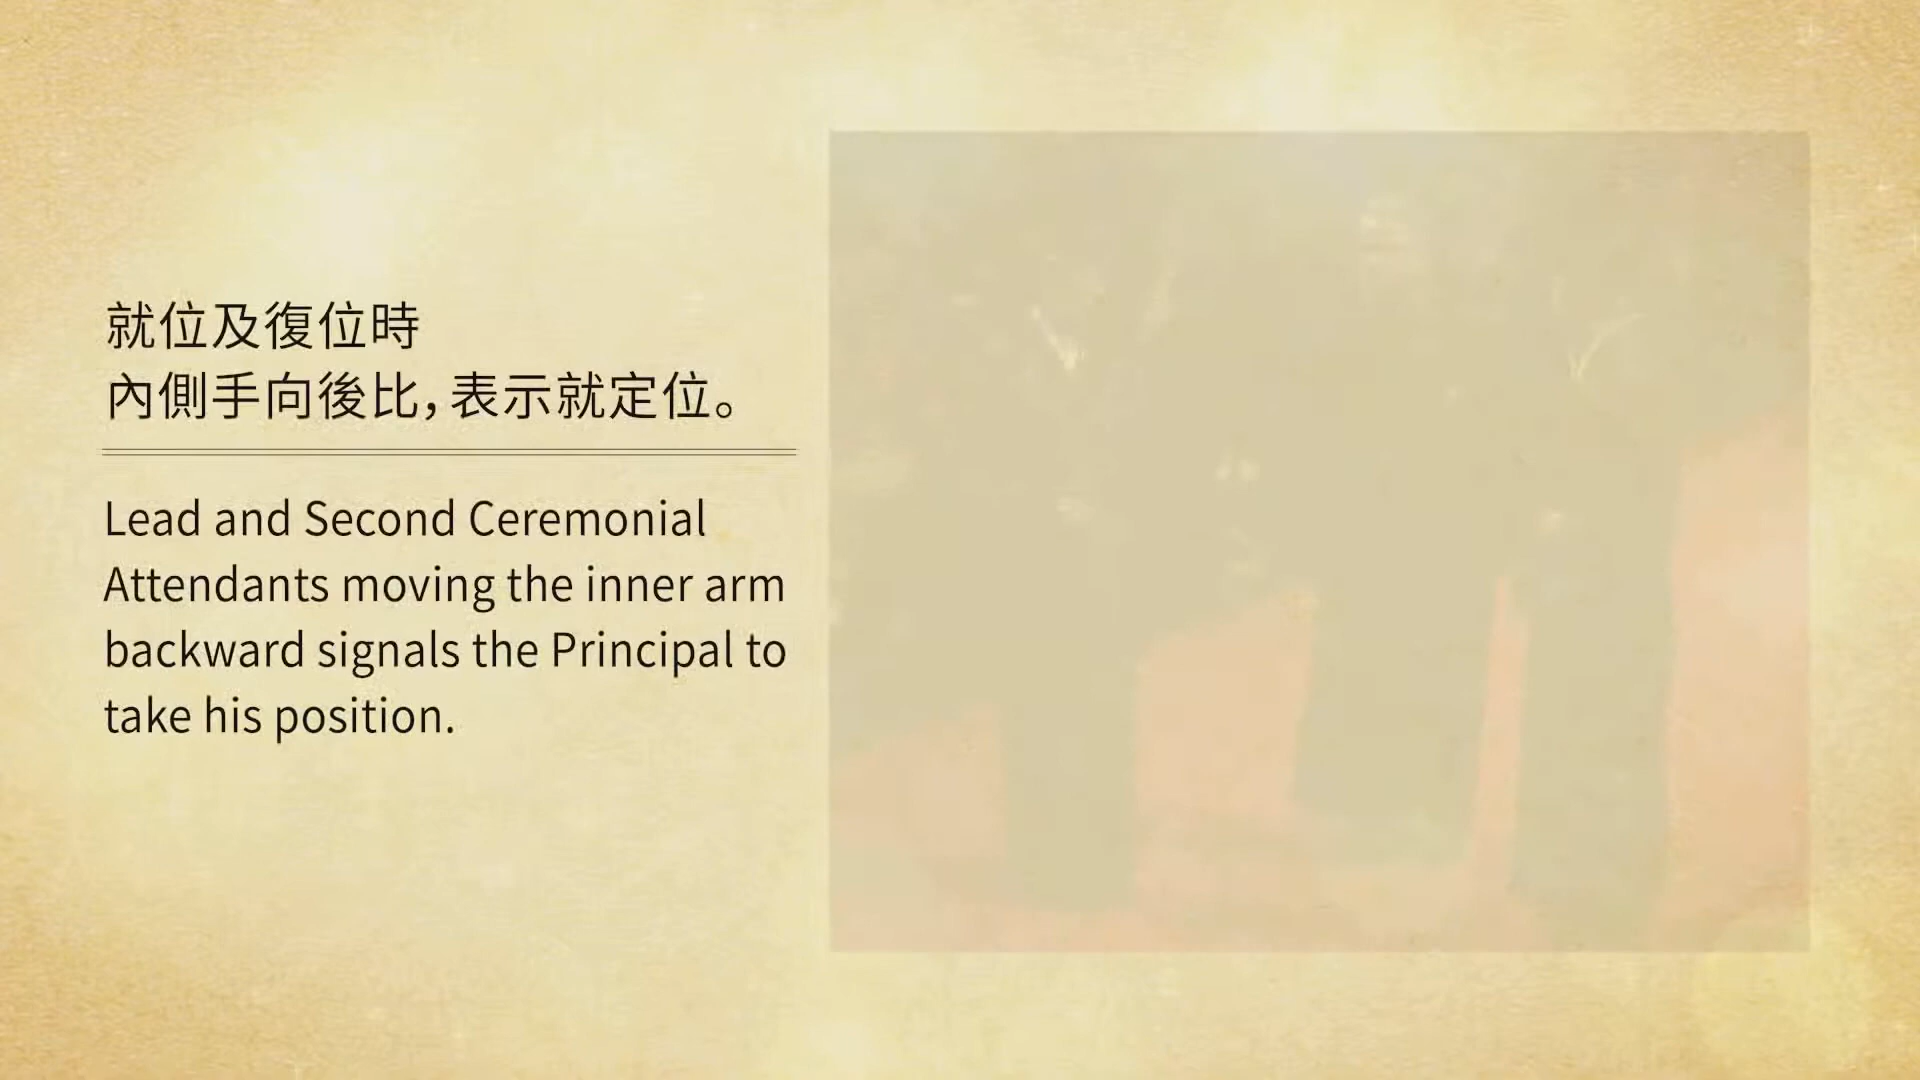 就位及復位時
內側手向後比，表示就定位。
Lead and Second Ceremonial
Attendants moving the inner arm
backward signals the Principal to
take his position.